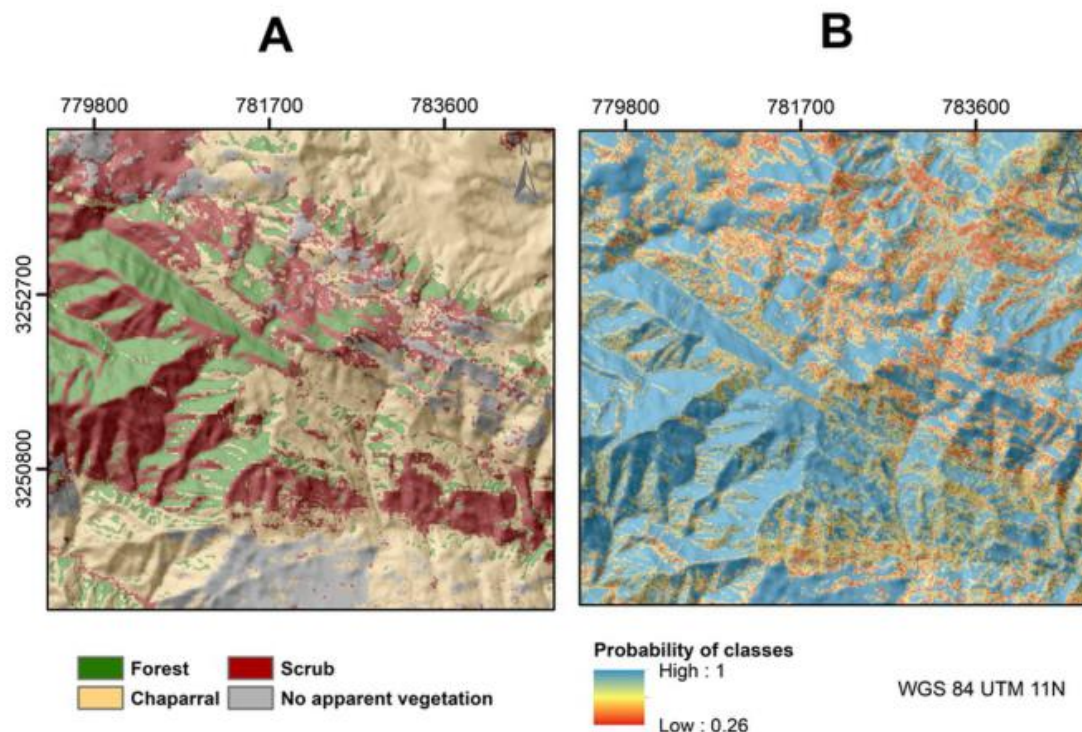 A
B
779800 781700 783600
779800 781700 783600
3252700
3250800
Forest
Scrub
Chaparral
No apparent vegetation
Probability of classes
High : 1
Low : 0.26
WGS 84 UTM 11N